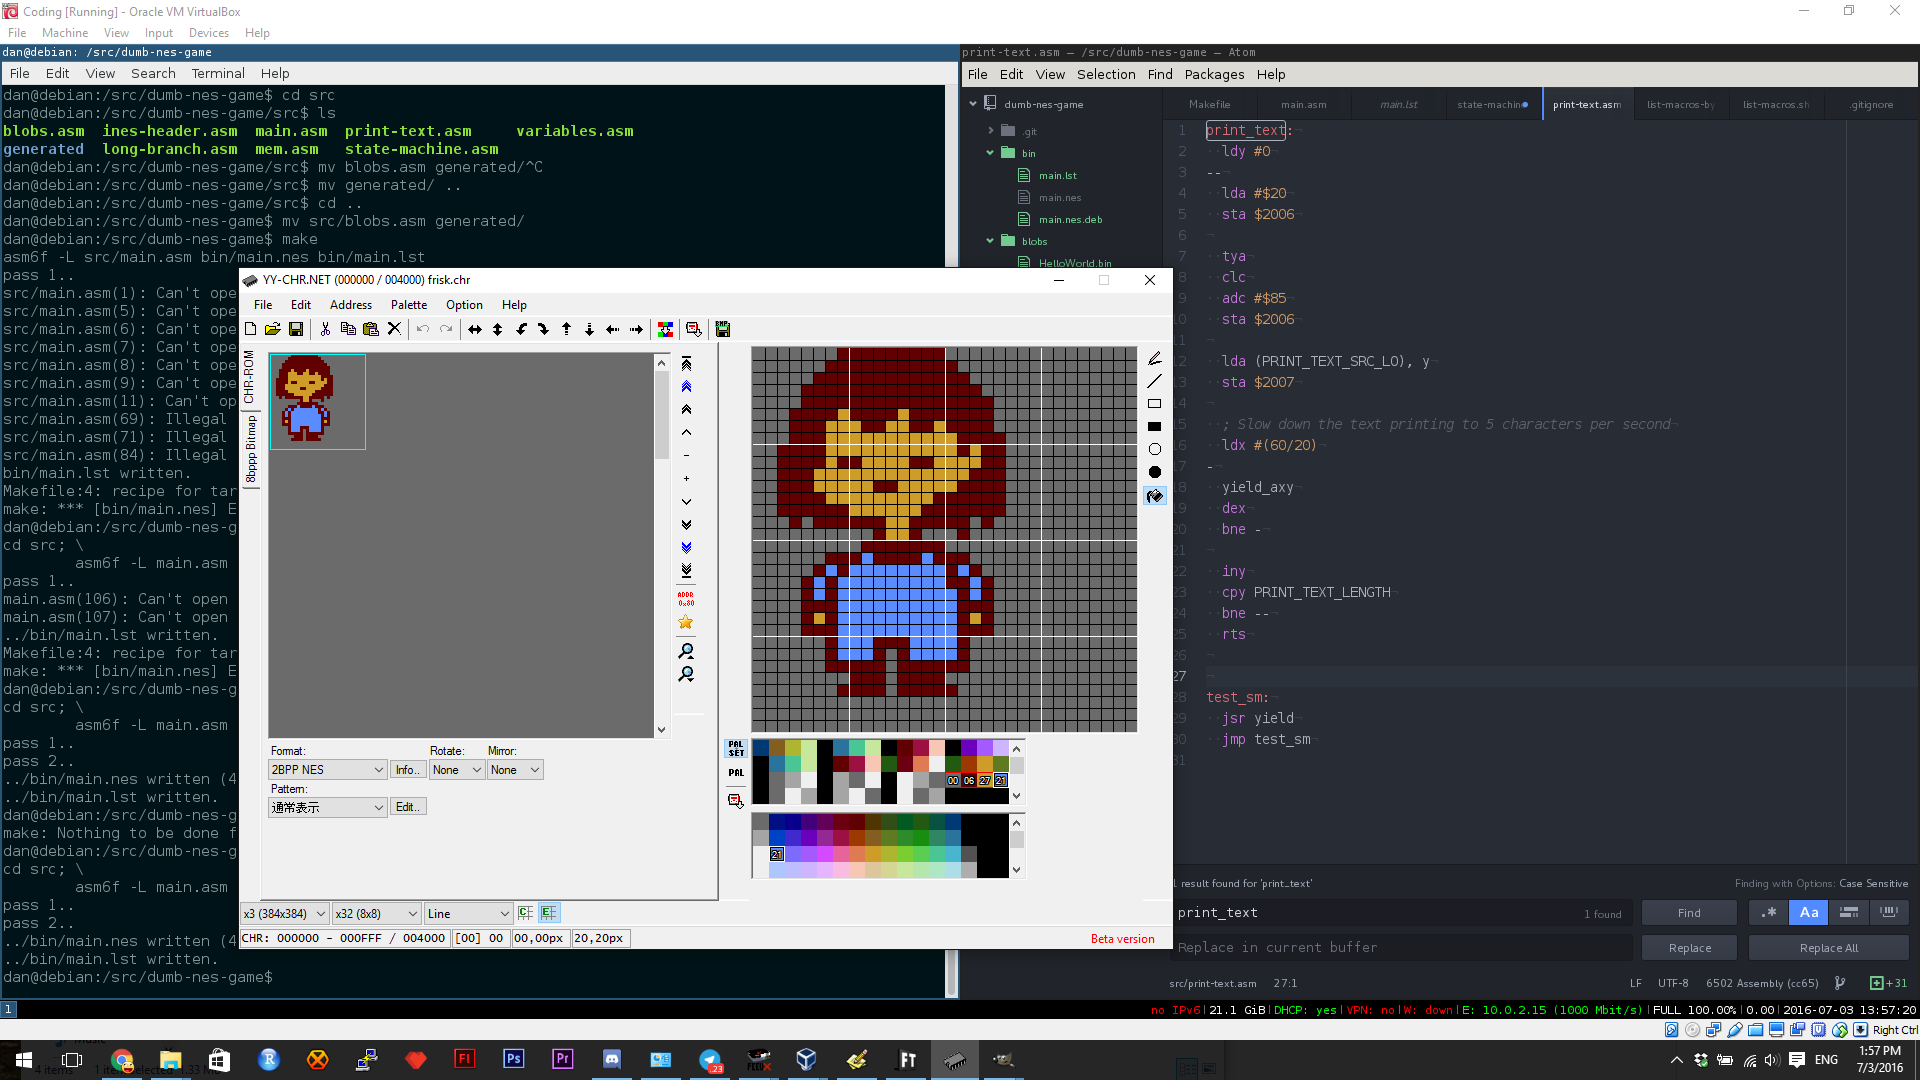 Coding [Running] - Oracle VM VirtualBox
File Machine View Input Devices Help
dan@debian: /src/dumb-nes-game
File Edit View Search Terminal Help
dan@debian:/src/dumb-nes-game$ cd src
dan@debian:/src/dumb-nes-game/src$ ls
blobs.asm ines-header.asm main.asm print-text.asm variables.asm
generated long-branch.asm mem.asm state-machine.asm
dan@debian:/src/dumb-nes-game/src$ mv blobs.asm generated/^C
dan@debian:/src/dumb-nes-game/src$ mv generated/ ..
dan@debian:/src/dumb-nes-game/src$ cd ..
dan@debian:/src/dumb-nes-game$ mv src/blobs.asm generated/
dan@debian:/src/dumb-nes-game$ make
asm6f -L src/main.asm bin/main.nes bin/main.lst
pass 1..
src/main.asm(1): Can't ope
src/main.asm(5): Can't ope
src/main.asm(6): Can't ope
src/main.asm(7): Can't ope
src/main.asm(8): Can't ope
src/main.asm(9): Can't ope
src/main.asm(11): Can't op
src/main.asm(69): Illegal
src/main.asm(71): Illegal
src/main.asm(84): Illegal
bin/main.lst written.
Makefile:4: recipe for tar
make: *** [bin/main.nes] E
dan@debian:/src/dumb-nes-g
cd src; \
asm6f -L main.asm
pass 1..
main.asm(106): Can't open
main.asm(107): Can't open
../bin/main.lst written.
Makefile:4: recipe for tar
make: *** [bin/main.nes] E
dan@debian:/src/dumb-nes-g
cd src; \
asm6f -L main.asm
pass 1..
pass 2..
../bin/main.nes written (4
../bin/main.lst written.
dan@debian:/src/dumb-nes-g
make: Nothing to be done f
dan@debian:/src/dumb-nes-g
cd src; \
asm6f -L main.asm
pass 1..
pass 2..
../bin/main.nes written (4
../bin/main.lst written.
dan@debian:/src/dumb-nes-game$
YY-CHR.NET (000000 / 004000) frisk.chr
File Edit Address Palette Option Help
CHR-ROM
8bppp Bitmap
ADDR
0x80
Format:
Rotate:
Mirror:
2BPP NES
Info..
None
None
Pattern:
通常表示
Edit..
PAL
SET
PAL
00 06 27 21
21
x3 (384x384)
x32 (8x8)
Line
CHR: 000000 - 000FFF / 004000
[00] 00
00,00px
20,20px
Beta version
print-text.asm — /src/dumb-nes-game — Atom
File Edit View Selection Find Packages Help
dumb-nes-game
.git
bin
main.lst
main.nes
main.nes.deb
blobs
HelloWorld.bin
Makefile
main.asm
main.lst
state-machin
print-text.asm
list-macros-by
list-macros.sh
.gitignore
1 print_text:
2 ldy #0
3 --
4 lda #$20
5 sta $2006
6
7 tya
8 clc
9 adc #$85
10 sta $2006
11
12 lda (PRINT_TEXT_SRC_LO), y
13 sta $2007
14
15 ; Slow down the text printing to 5 characters per second
16 ldx #(60/20)
17 -
18 yield_axy
19 dex
20 bne -
21
22 iny
23 cpy PRINT_TEXT_LENGTH
24 bne --
25 rts
26
27
28 test_sm:
29 jsr yield
30 jmp test_sm
31
1 result found for 'print_text'
Finding with Options: Case Sensitive
print_text
1 found
Find
.*
Aa
Replace in current buffer
Replace
Replace All
src/print-text.asm 27:1
LF UTF-8 6502 Assembly (cc65) +31
1
no IPv6|21.1 GiB|DHCP: yes|VPN: no|W: down|E: 10.0.2.15 (1000 Mbit/s)|FULL 100.00%|0.00|2016-07-03 13:57:20
Right Ctrl
R
Fl
Ps
Pr
23
FT
ENG
1:57 PM
7/3/2016